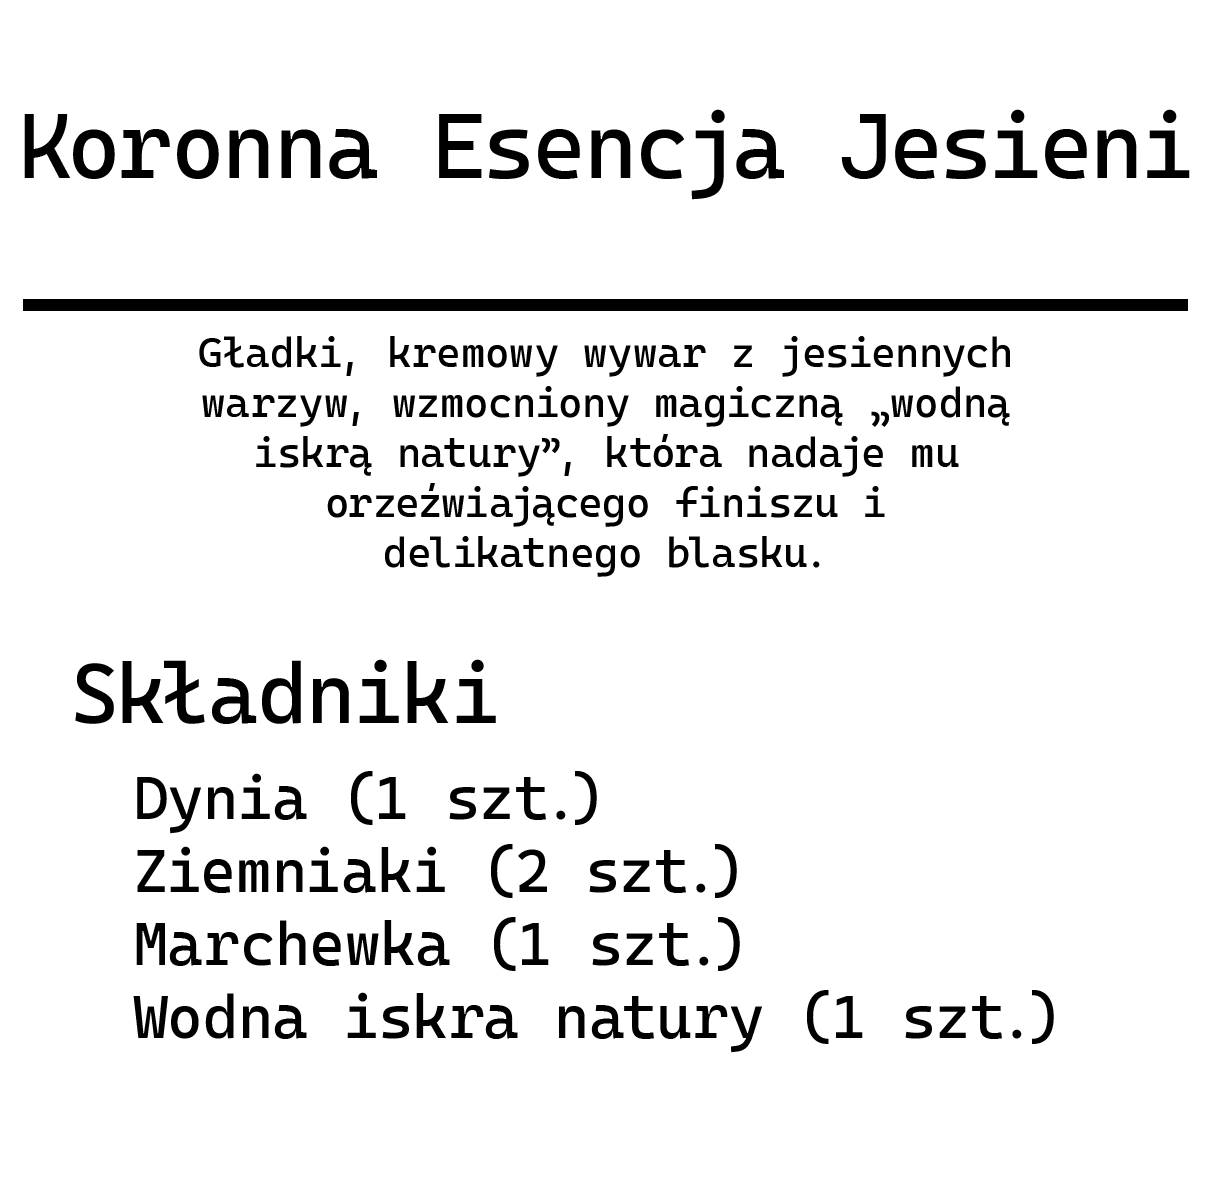 Koronna Esencja Jesieni
Gładki, kremowy wywar z jesiennych
warzyw, wzmocniony magiczną „wodną
iskrą natury”, która nadaje mu
orzeźwiającego finiszu i
delikatnego blasku.
Składniki
Dynia (1 szt.)
Ziemniaki (2 szt.)
Marchewka (1 szt.)
Wodna iskra natury (1 szt.)